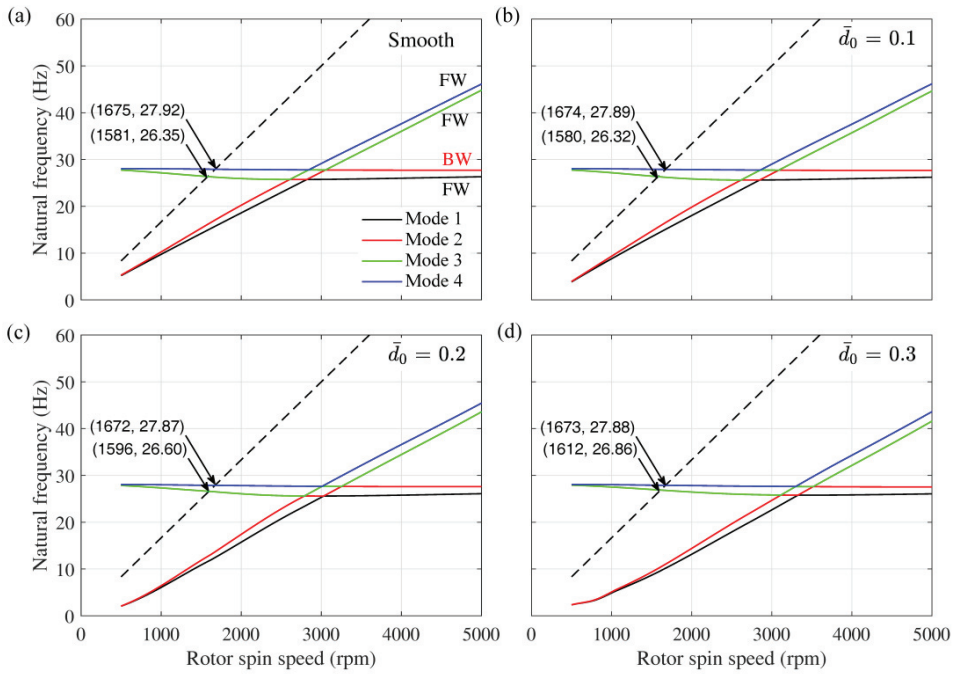 (a)
60
50
40
30
20
10
0
Natural frequency (Hz)
Smooth
(1675, 27.92)
(1581, 26.35)
FW
FW
BW
FW
Mode 1
Mode 2
Mode 3
Mode 4
(b)
d̄₀ = 0.1
(1674, 27.89)
(1580, 26.32)
(c)
60
50
40
30
20
10
0
Natural frequency (Hz)
d̄₀ = 0.2
(1672, 27.87)
(1596, 26.60)
0 1000 2000 3000 4000 5000
Rotor spin speed (rpm)
(d)
d̄₀ = 0.3
(1673, 27.88)
(1612, 26.86)
0 1000 2000 3000 4000 5000
Rotor spin speed (rpm)